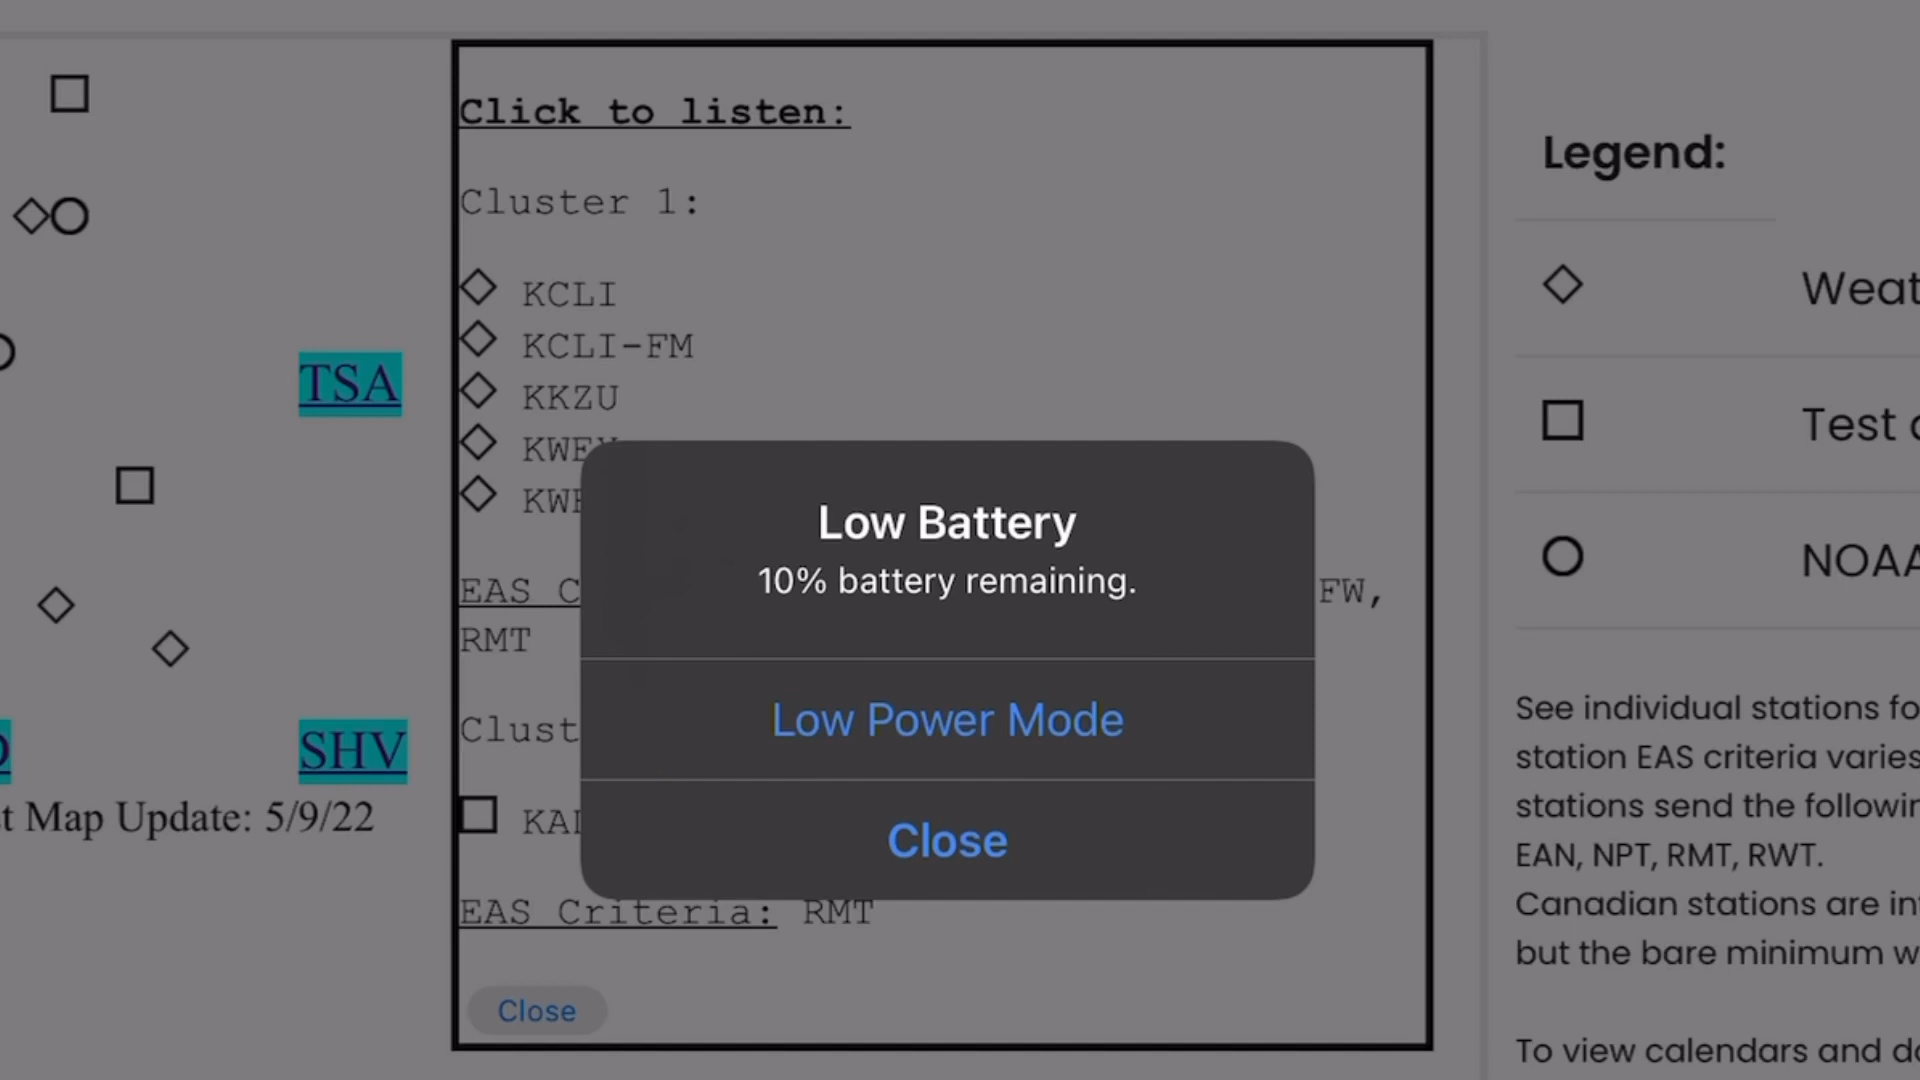 Click to listen:
Cluster 1:
KCLI
KCLI-FM
KKZU
EAS
FW,
RMT
EAS Criteria: RMT
Close
Low Battery
10% battery remaining.
Low Power Mode
Close
TSA
SHV
Map Update: 5/9/22
Legend:
Test
See individual stations
station EAS criteria varies
stations send the
EAN, NPT, RMT, RWT.
Canadian stations are
but the bare minimum
To view calendars and